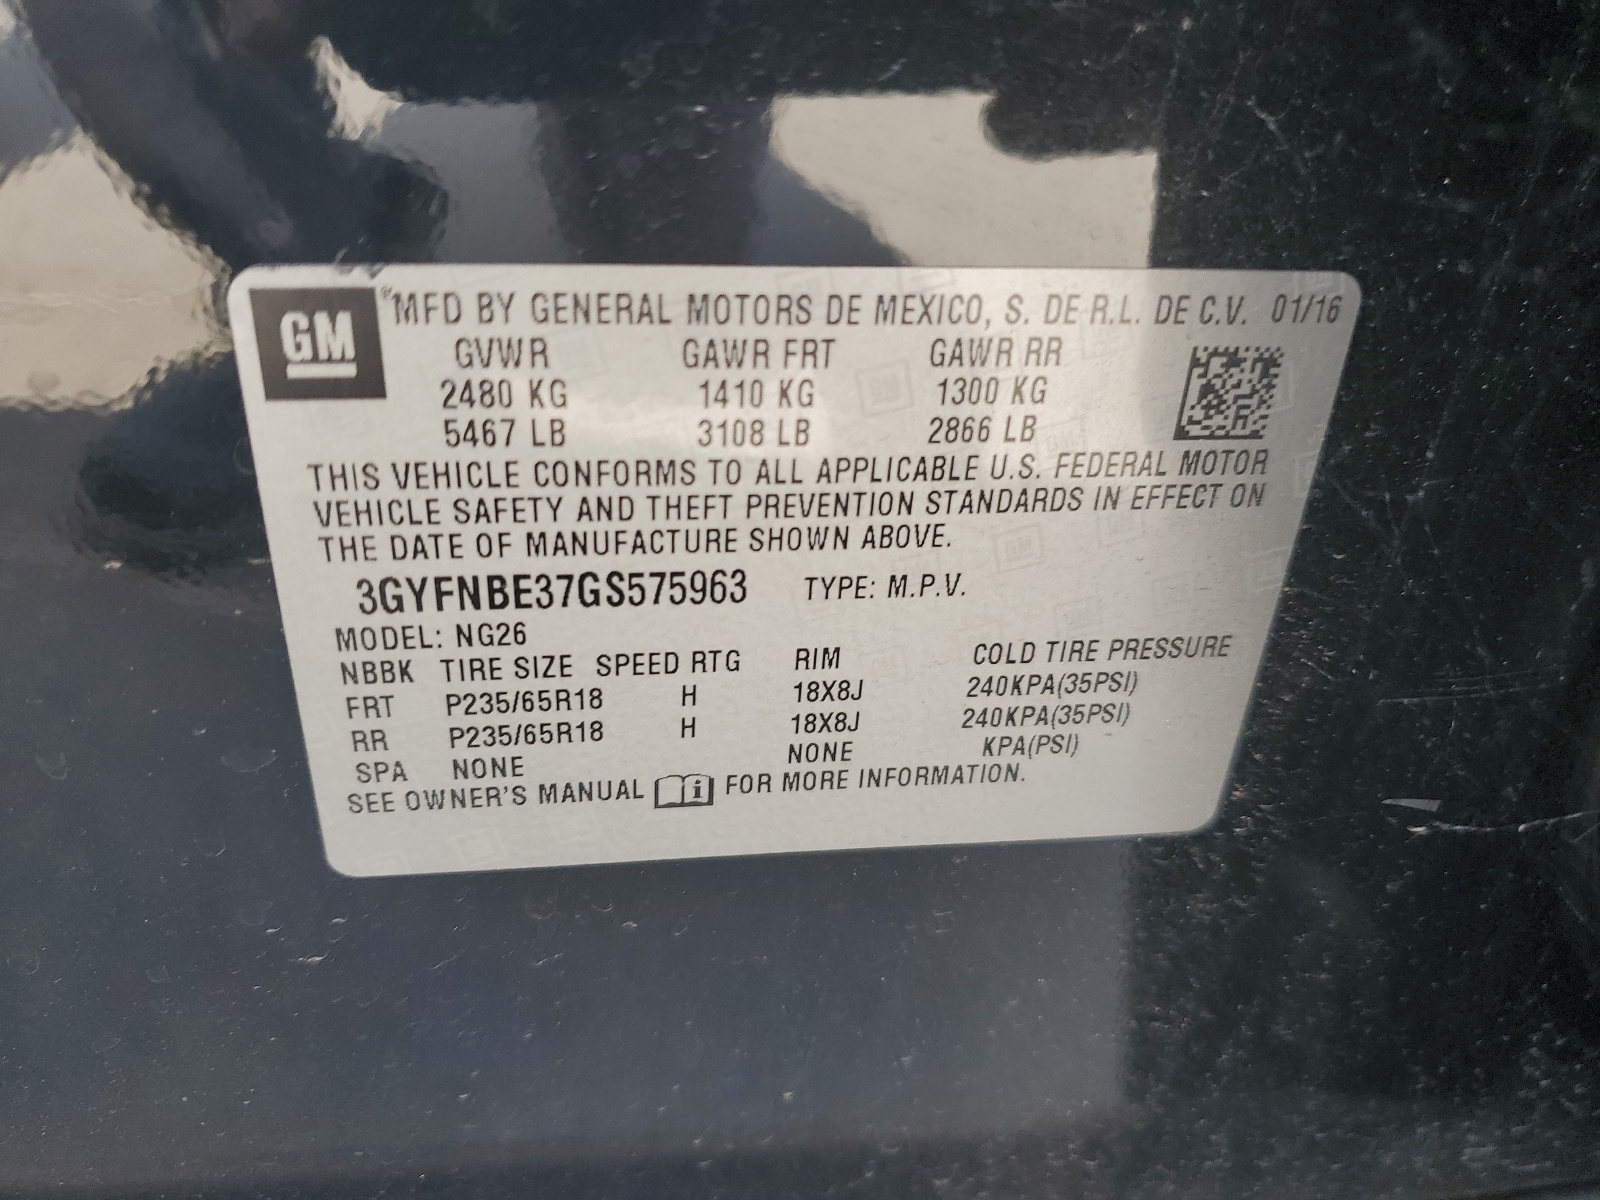 GM
® MFD BY GENERAL MOTORS DE MEXICO, S. DE R.L. DE C.V. 01/16
GVWR GAWR FRT GAWR RR
2480 KG 1410 KG 1300 KG
5467 LB 3108 LB 2866 LB
THIS VEHICLE CONFORMS TO ALL APPLICABLE U.S. FEDERAL MOTOR
VEHICLE SAFETY AND THEFT PREVENTION STANDARDS IN EFFECT ON
THE DATE OF MANUFACTURE SHOWN ABOVE.
3GYFNBE37GS575963 TYPE: M.P.V.
MODEL: NG26
NBBK TIRE SIZE SPEED RTG RIM COLD TIRE PRESSURE
FRT P235/65R18 H 18X8J 240KPA(35PSI)
RR P235/65R18 H 18X8J 240KPA(35PSI)
SPA NONE NONE KPA(PSI)
SEE OWNER'S MANUAL i FOR MORE INFORMATION.